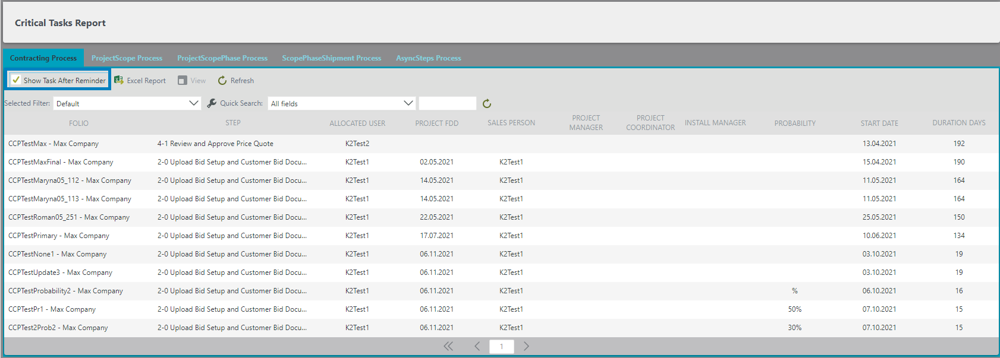 Critical Tasks Report
Contracting Process ProjectScope Process ProjectScopePhase Process ScopePhaseShipment Process AsyncSteps Process
Show Task After Reminder Excel Report View Refresh
Selected Filter: Default Quick Search: All fields
FOLIO STEP ALLOCATED USER PROJECT FDD SALES PERSON PROJECT MANAGER PROJECT COORDINATOR INSTALL MANAGER PROBABILITY START DATE DURATION DAYS
CCPTestMax - Max Company 4-1 Review and Approve Price Quote K2Test2 13.04.2021 192
CCPTestMaxFinal - Max Company 2-0 Upload Bid Setup and Customer Bid Docu... K2Test1 02.05.2021 K2Test1 15.04.2021 190
CCPTestMaryna05_112 - Max Company 2-0 Upload Bid Setup and Customer Bid Docu... K2Test1 14.05.2021 K2Test1 11.05.2021 164
CCPTestMaryna05_113 - Max Company 2-0 Upload Bid Setup and Customer Bid Docu... K2Test1 14.05.2021 K2Test1 11.05.2021 164
CCPTestRoman05_251 - Max Company 2-0 Upload Bid Setup and Customer Bid Docu... K2Test1 22.05.2021 K2Test1 25.05.2021 150
CCPTestPrimary - Max Company 2-0 Upload Bid Setup and Customer Bid Docu... K2Test1 17.07.2021 K2Test1 10.06.2021 134
CCPTestNone1 - Max Company 2-0 Upload Bid Setup and Customer Bid Docu... K2Test1 06.11.2021 K2Test1 03.10.2021 19
CCPTestUpdate3 - Max Company 2-0 Upload Bid Setup and Customer Bid Docu... K2Test1 06.11.2021 K2Test1 03.10.2021 19
CCPTestProbability2 - Max Company 2-0 Upload Bid Setup and Customer Bid Docu... K2Test1 06.11.2021 K2Test1 % 06.10.2021 16
CCPTestPr1 - Max Company 2-0 Upload Bid Setup and Customer Bid Docu... K2Test1 06.11.2021 K2Test1 50% 07.10.2021 15
CCPTest2Prob2 - Max Company 2-0 Upload Bid Setup and Customer Bid Docu... K2Test1 06.11.2021 K2Test1 30% 07.10.2021 15
1